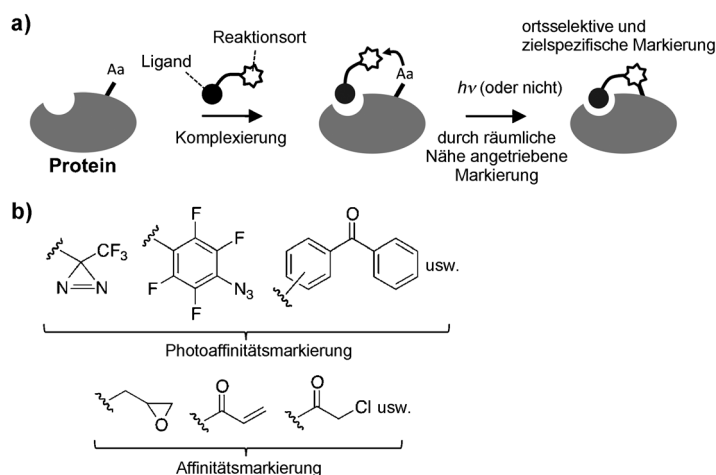 a)
Ligand
Reaktionsort
Aa
Protein
Komplexierung
Aa
hν (oder nicht)
durch räumliche
Nähe angetriebene
Markierung
ortsselektive und
zielspezifische Markierung
b)
CF3
N
N
F
F
F
F
N3
O
usw.
Photoaffinitätsmarkierung
O
O
O
Cl usw.
Affinitätsmarkierung